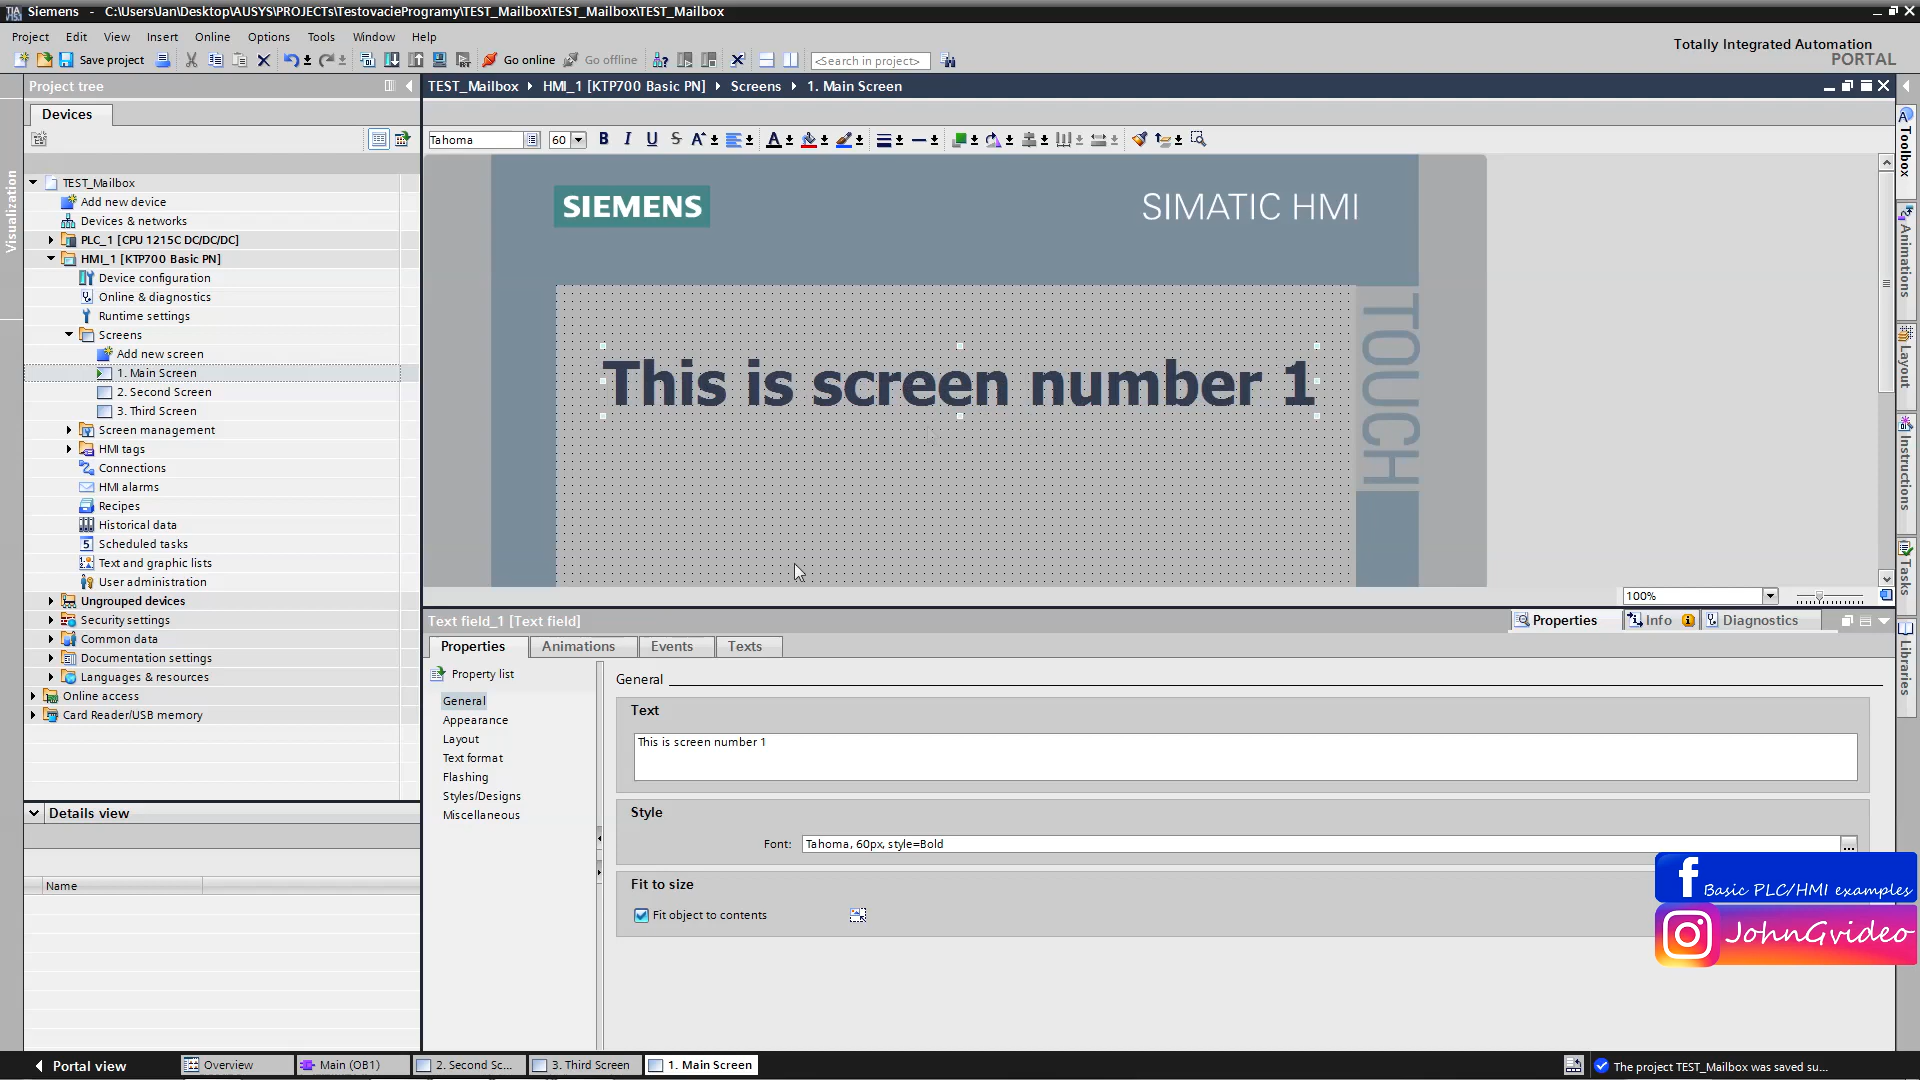 Siemens - C:\Users\Jan\Desktop\AUSYS\PROJECTs\TestovacieProgramy\TEST_Mailbox\TEST_Mailbox\TEST_Mailbox
Project Edit View Insert Online Options Tools Window Help
Totally Integrated Automation
PORTAL
Save project Go online Go offline <Search in project>
Project tree
TEST_Mailbox HMI_1 [KTP700 Basic PN] Screens 1. Main Screen
Devices
Tahoma 60 B I U S A A
Visualization
TEST_Mailbox
Add new device
Devices & networks
PLC_1 [CPU 1215C DC/DC/DC]
HMI_1 [KTP700 Basic PN]
Device configuration
Online & diagnostics
Runtime settings
Screens
Add new screen
1. Main Screen
2. Second Screen
3. Third Screen
Screen management
HMI tags
Connections
HMI alarms
Recipes
Historical data
Scheduled tasks
Text and graphic lists
User administration
Ungrouped devices
Security settings
Common data
Documentation settings
Languages & resources
Online access
Card Reader/USB memory
Details view
Name
SIEMENS
SIMATIC HMI
TOUCH
This is screen number 1
100%
Toolbox
Animations
Layout
Instructions
Tasks
Libraries
Text field_1 [Text field]
Properties Info Diagnostics
Properties Animations Events Texts
Property list
General
Appearance
Layout
Text format
Flashing
Styles/Designs
Miscellaneous
General
Text
This is screen number 1
Style
Font: Tahoma, 60px, style=Bold
...
Fit to size
Fit object to contents
f Basic PLC/HMI examples
JohnGvideo
Portal view Overview Main (OB1) 2. Second Sc... 3. Third Screen 1. Main Screen
The project TEST_Mailbox was saved su...